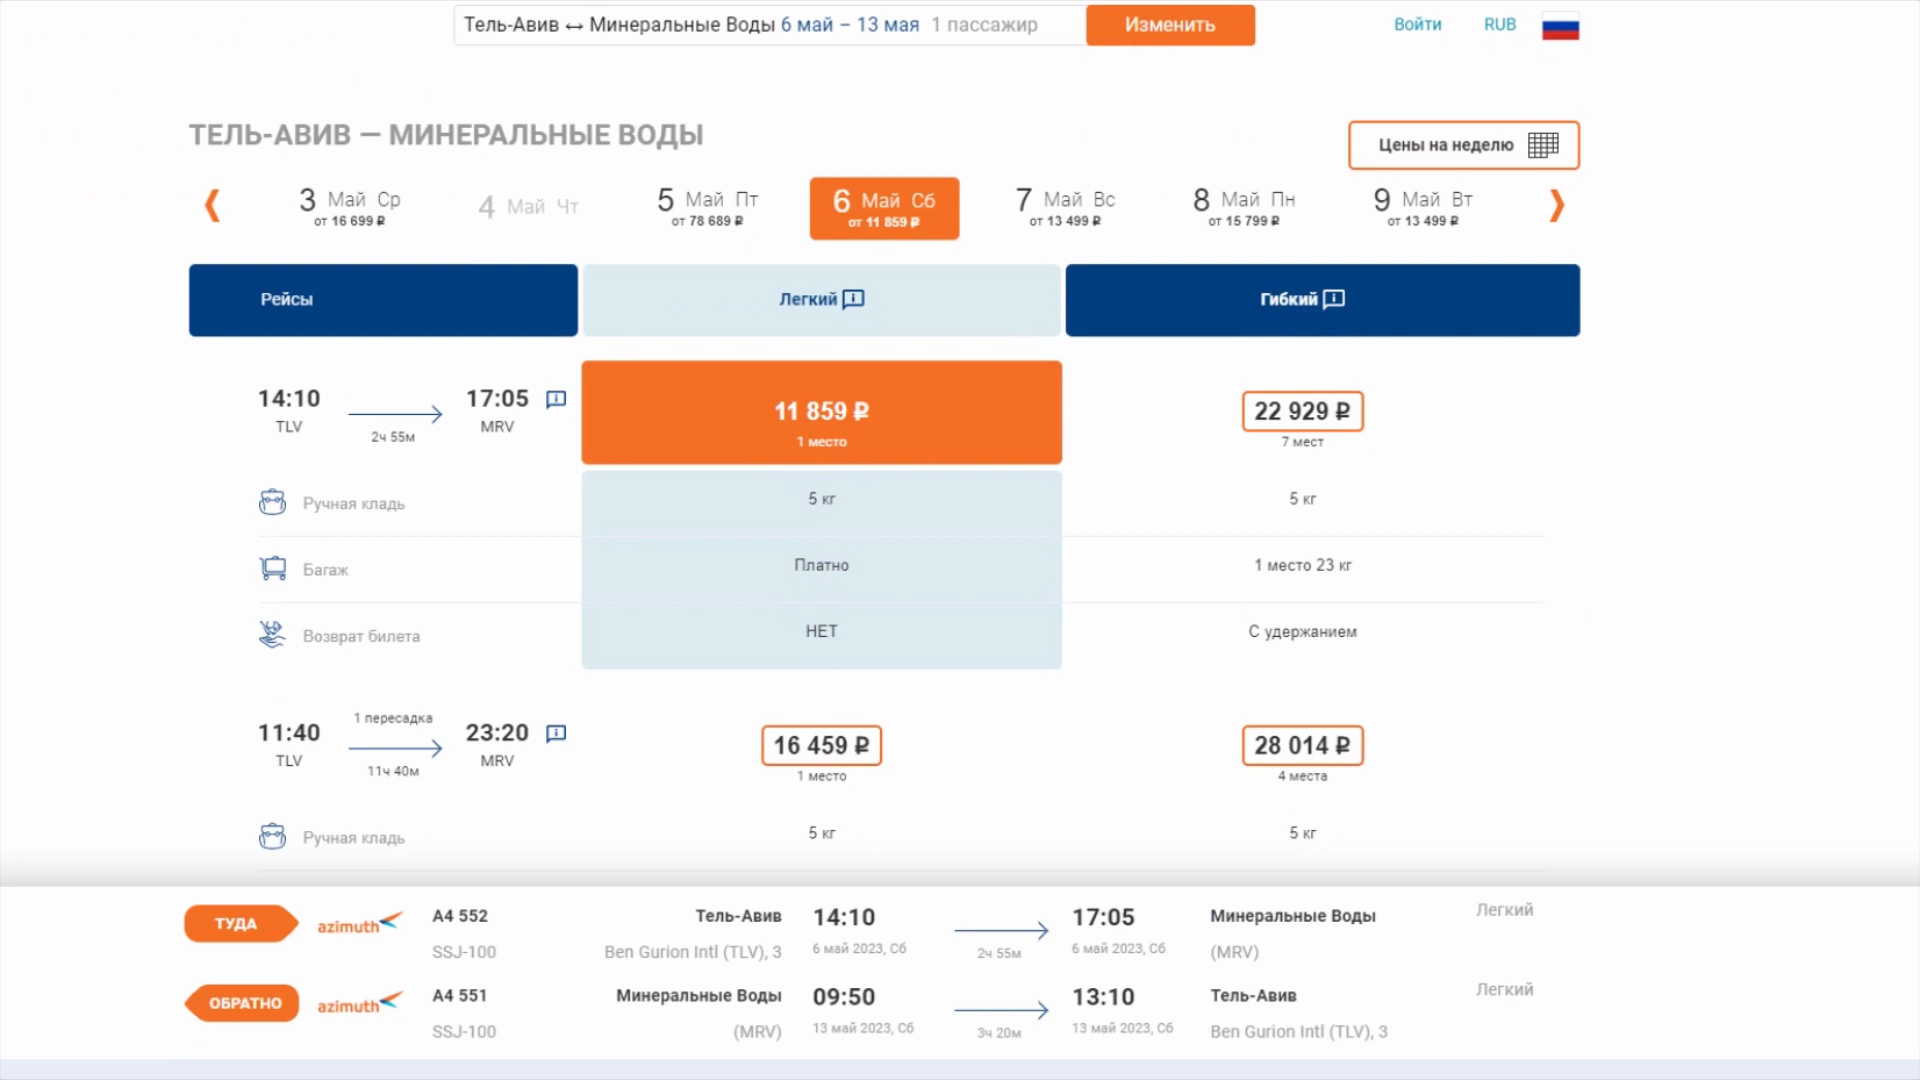 Тель-Авив ↔ Минеральные Воды 6 май – 13 мая 1 пассажир Изменить Войти RUB
ТЕЛЬ-АВИВ — МИНЕРАЛЬНЫЕ ВОДЫ
Цены на неделю
3 Май Ср 4 Май Чт 5 Май Пт 6 Май Сб 7 Май Вс 8 Май Пн 9 Май Вт
от 16 699 ₽ от 78 689 ₽ от 11 859 ₽ от 13 499 ₽ от 15 799 ₽ от 13 499 ₽
Рейсы Легкий Гибкий
14:10 17:05 11 859 ₽ 22 929 ₽
TLV 2ч 55м MRV 1 место 7 мест
Ручная кладь 5 кг 5 кг
Багаж Платно 1 место 23 кг
Возврат билета НЕТ С удержанием
1 пересадка
11:40 23:20 16 459 ₽ 28 014 ₽
TLV 11ч 40м MRV 1 место 4 места
Ручная кладь 5 кг 5 кг
ТУДА azimuth A4 552 Тель-Авив 14:10 17:05 Минеральные Воды Легкий
SSJ-100 Ben Gurion Intl (TLV), 3 6 май 2023, Сб 2ч 55м 6 май 2023, Сб (MRV)
ОБРАТНО azimuth A4 551 Минеральные Воды 09:50 13:10 Тель-Авив Легкий
SSJ-100 (MRV) 13 май 2023, Сб 3ч 20м 13 май 2023, Сб Ben Gurion Intl (TLV), 3